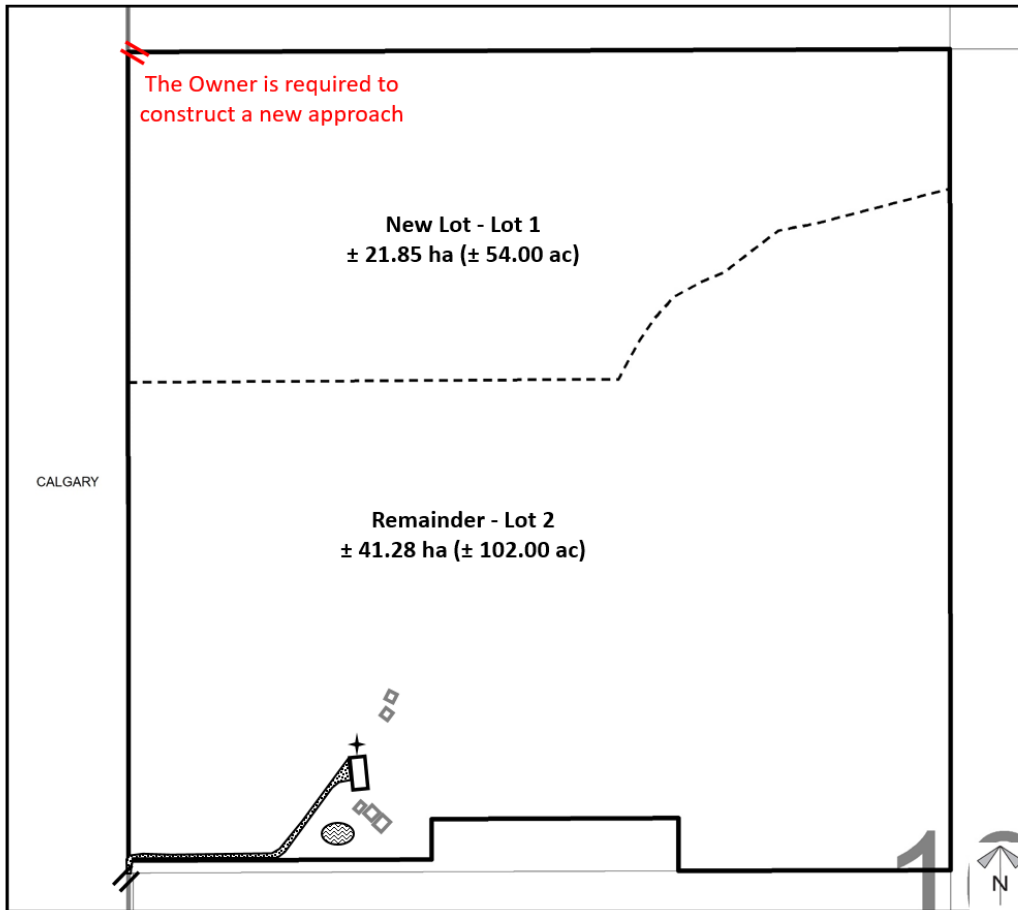 The Owner is required to
construct a new approach
New Lot - Lot 1
± 21.85 ha (± 54.00 ac)
CALGARY
Remainder - Lot 2
± 41.28 ha (± 102.00 ac)
1
N